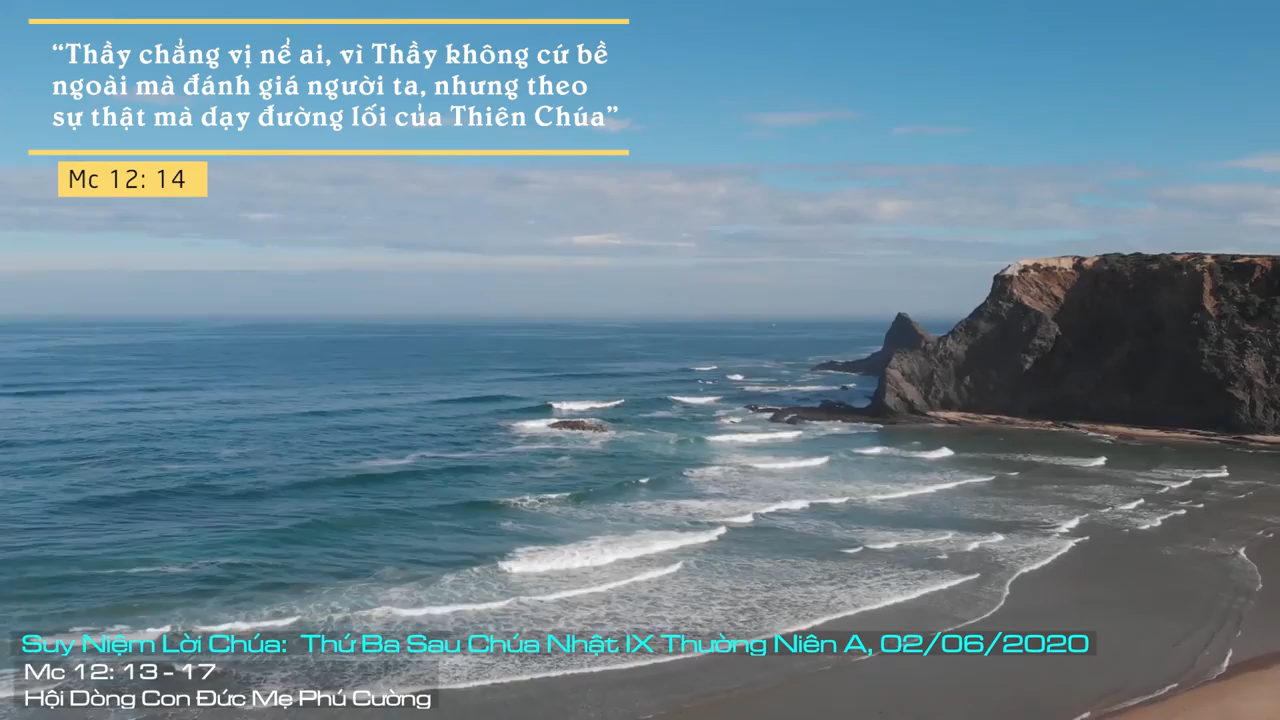 “Thầy chẳng vị nể ai, vì Thầy không cứ bề
ngoài mà đánh giá người ta, nhưng theo
sự thật mà dạy đường lối của Thiên Chúa”
Mc 12: 14
Suy Niệm Lời Chúa: Thứ Ba Sau Chúa Nhật IX Thường Niên A, 02/06/2020
Mc 12: 13 - 17
Hội Dòng Con Đức Mẹ Phú Cường